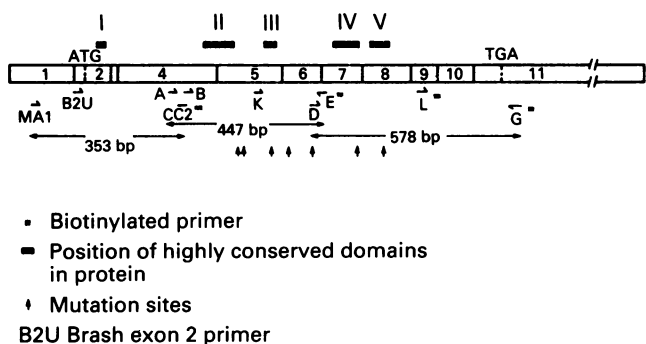 I II III IV V
ATG TGA
1 2 4 5 6 7 8 9 10 11
A B
B2U K E L
MA1 CC2 D G
447 bp
353 bp 578 bp
Biotinylated primer
Position of highly conserved domains
in protein
Mutation sites
B2U Brash exon 2 primer